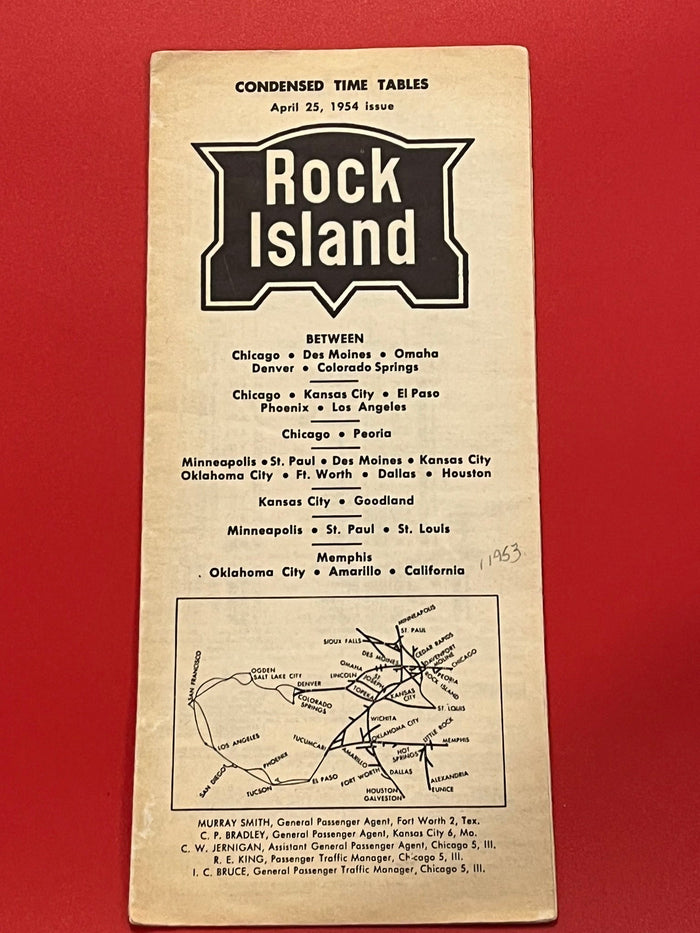 CONDENSED TIME TABLES
April 25, 1954 issue
Rock
Island
BETWEEN
Chicago • Des Moines • Omaha
Denver • Colorado Springs
Chicago • Kansas City • El Paso
Phoenix • Los Angeles
Chicago • Peoria
Minneapolis • St. Paul • Des Moines • Kansas City
Oklahoma City • Ft. Worth • Dallas • Houston
Kansas City • Goodland
Minneapolis • St. Paul • St. Louis
Memphis
Oklahoma City • Amarillo • California
1953
MINNEAPOLIS
ST. PAUL
SIOUX FALLS
CEDAR RAPIDS
DES MOINES
DAVENPORT
MOLINE
CHICAGO
SAN FRANCISCO
OGDEN
SALT LAKE CITY
OMAHA
LINCOLN
ST. JOSEPH
PEORIA
ROCK ISLAND
DENVER
TOPEKA
KANSAS CITY
COLORADO SPRINGS
ST. LOUIS
WICHITA
LOS ANGELES
TUCUMCARI
OKLAHOMA CITY
LITTLE ROCK
MEMPHIS
HOT SPRINGS
AMARILLO
PHOENIX
SAN DIEGO
TUCSON
EL PASO
FORT WORTH
DALLAS
ALEXANDRIA
EUNICE
HOUSTON
GALVESTON
MURRAY SMITH, General Passenger Agent, Fort Worth 2, Tex.
C. P. BRADLEY, General Passenger Agent, Kansas City 6, Mo.
C. W. JERNIGAN, Assistant General Passenger Agent, Chicago 5, Ill.
R. E. KING, Passenger Traffic Manager, Chicago 5, Ill.
I. C. BRUCE, General Passenger Traffic Manager, Chicago 5, Ill.